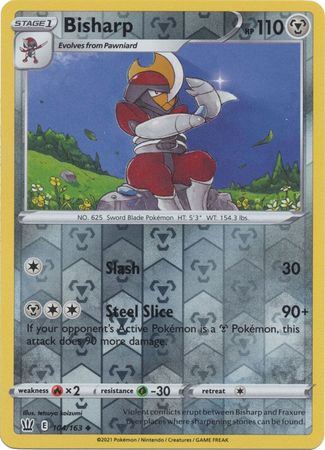 STAGE 1 Bisharp HP 110
Evolves from Pawniard
NO. 625 Sword Blade Pokémon HT: 5'3" WT: 154.3 lbs.
Slash 30
Steel Slice 90+
If your opponent's Active Pokémon is a Pokémon, this
attack does 90 more damage.
weakness ×2 resistance -30 retreat
Illus. tetsuya koizumi
E 104/163
Violent conflicts erupt between Bisharp and Fraxure
over places where sharpening stones can be found.
©2021 Pokémon / Nintendo / Creatures / GAME FREAK